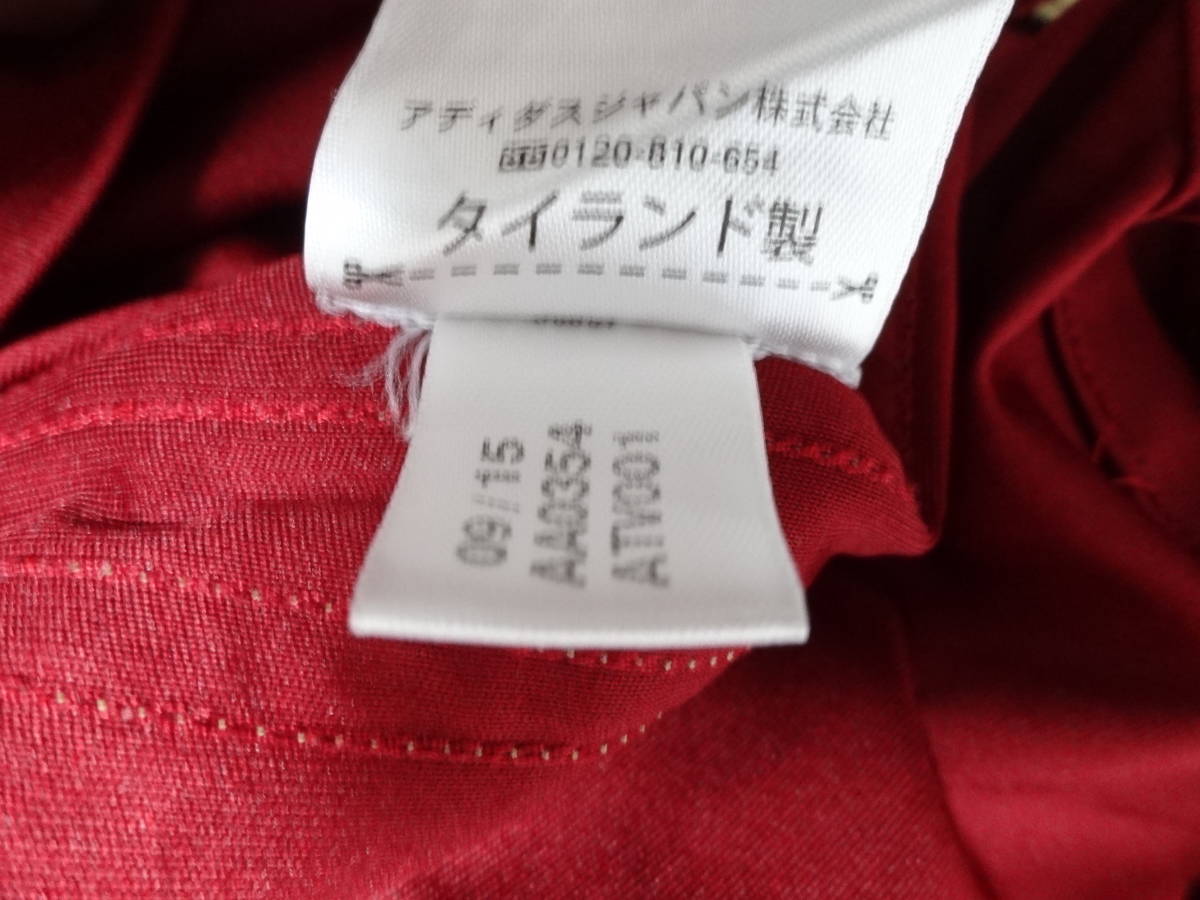 アディダスジャパン株式会社
0120-810-654
タイランド製
09//15
AA0354
ATV001